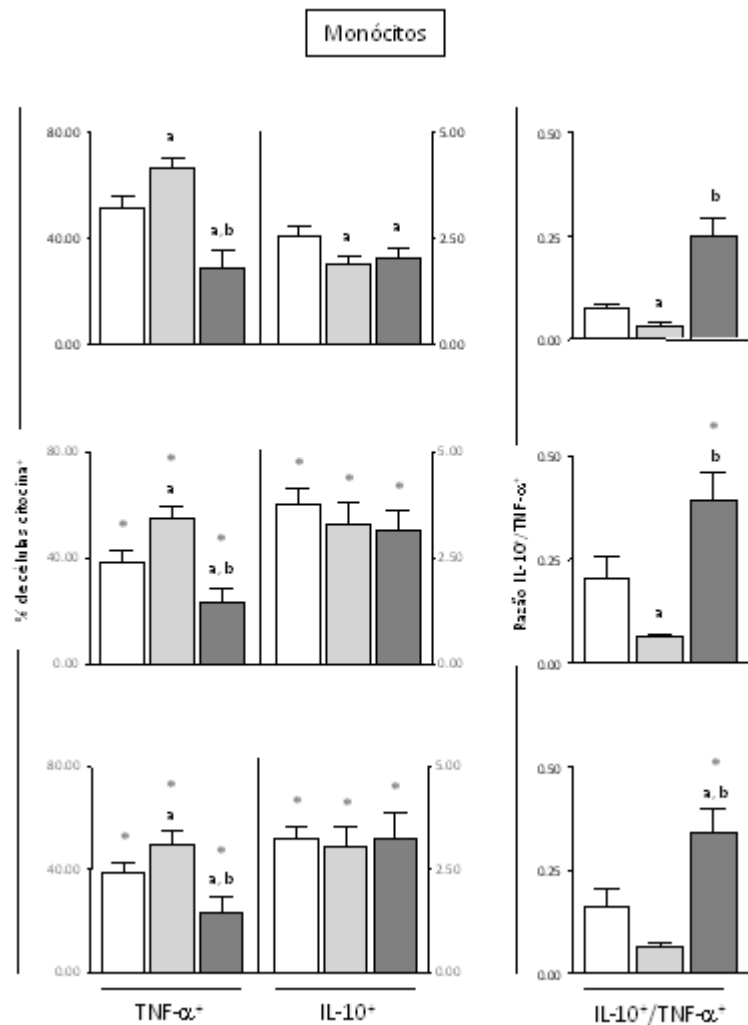 Monócitos
80.00
40.00
0.00
a
a,b
a
a
5.00
2.50
0.00
0.50
0.25
0.00
a
b
% de células citocina⁺
80.00
40.00
0.00
*
*
a
*
a,b
*
*
*
5.00
2.50
0.00
Razão IL-10⁺/TNF-α⁺
0.50
0.25
0.00
a
*
b
80.00
40.00
0.00
*
*
a
*
a,b
*
*
*
5.00
2.50
0.00
0.50
0.25
0.00
*
a,b
TNF-α⁺
IL-10⁺
IL-10⁺/TNF-α⁺